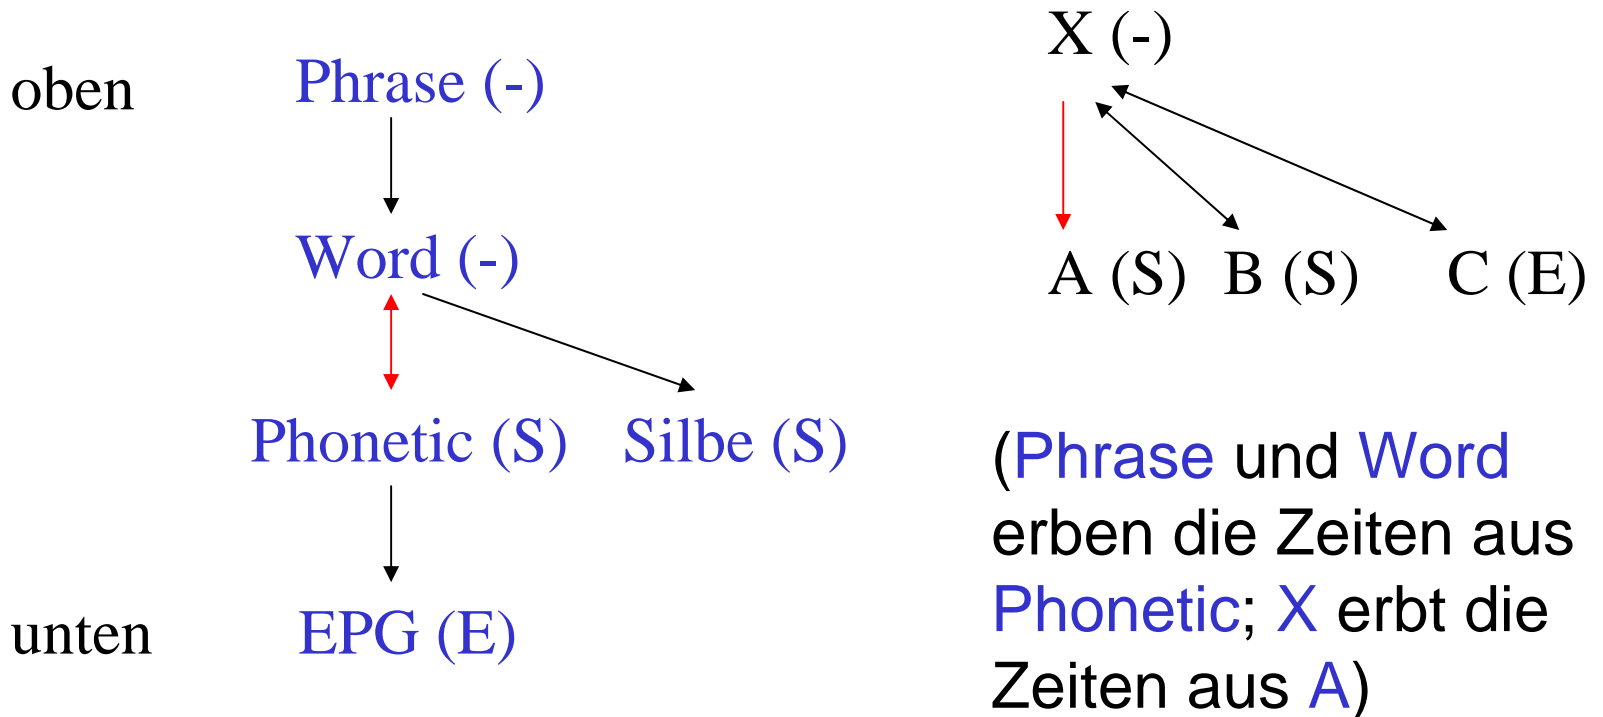 oben
Phrase (-)
Word (-)
Phonetic (S) Silbe (S)
unten
EPG (E)
X (-)
A (S) B (S) C (E)
(Phrase und Word
erben die Zeiten aus
Phonetic; X erbt die
Zeiten aus A)